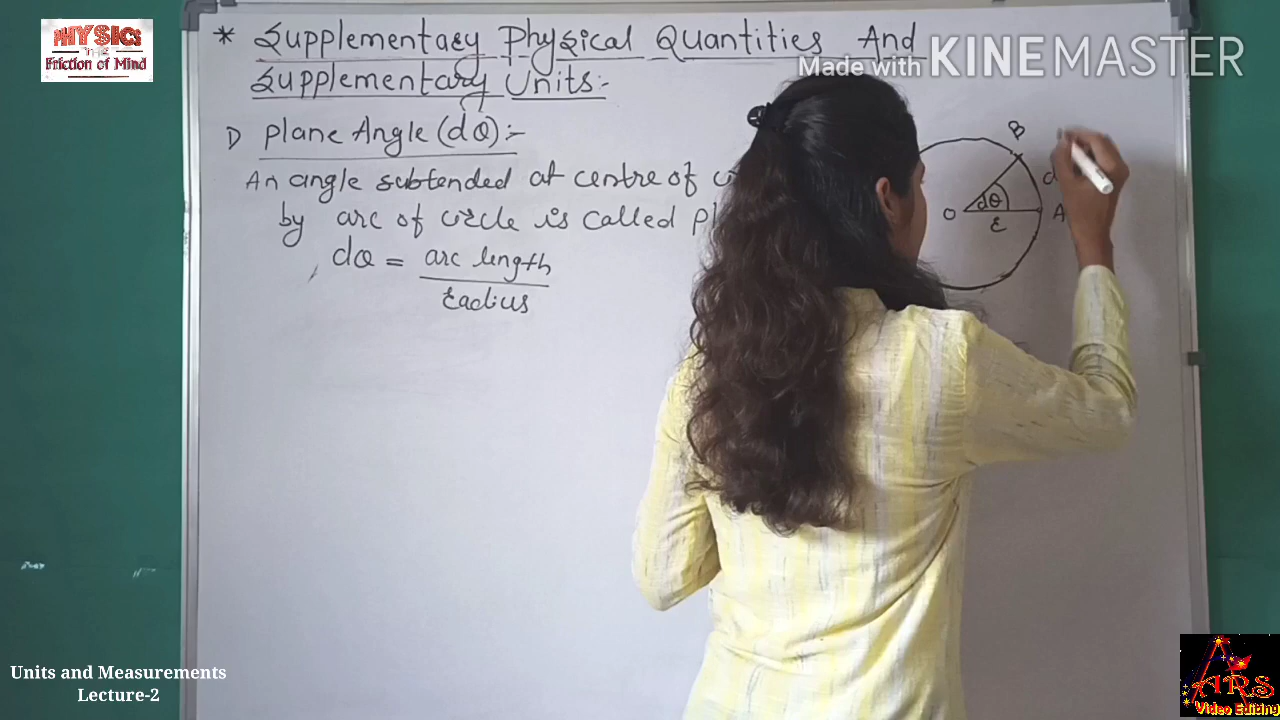 PHYSICS
THE
Friction of Mind
* Supplementary Physical Quantities And
Supplementary Units:-
Made with KINEMASTER
1) Plane Angle (dθ):-
An angle subtended at centre of
by arc of circle is called
dθ = arc length
radius
B
dθ
O
A
r
Units and Measurements
Lecture-2
ARS
Video Editing